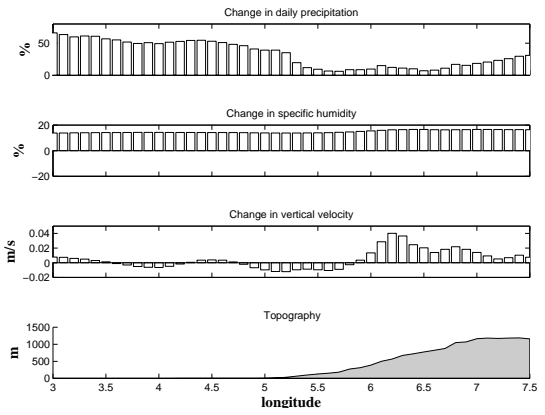 Change in daily precipitation
50
0
%
Change in specific humidity
20
0
−20
%
Change in vertical velocity
0.04
0.02
0
−0.02
m/s
Topography
1500
1000
500
0
m
3 3.5 4 4.5 5 5.5 6 6.5 7 7.5
longitude